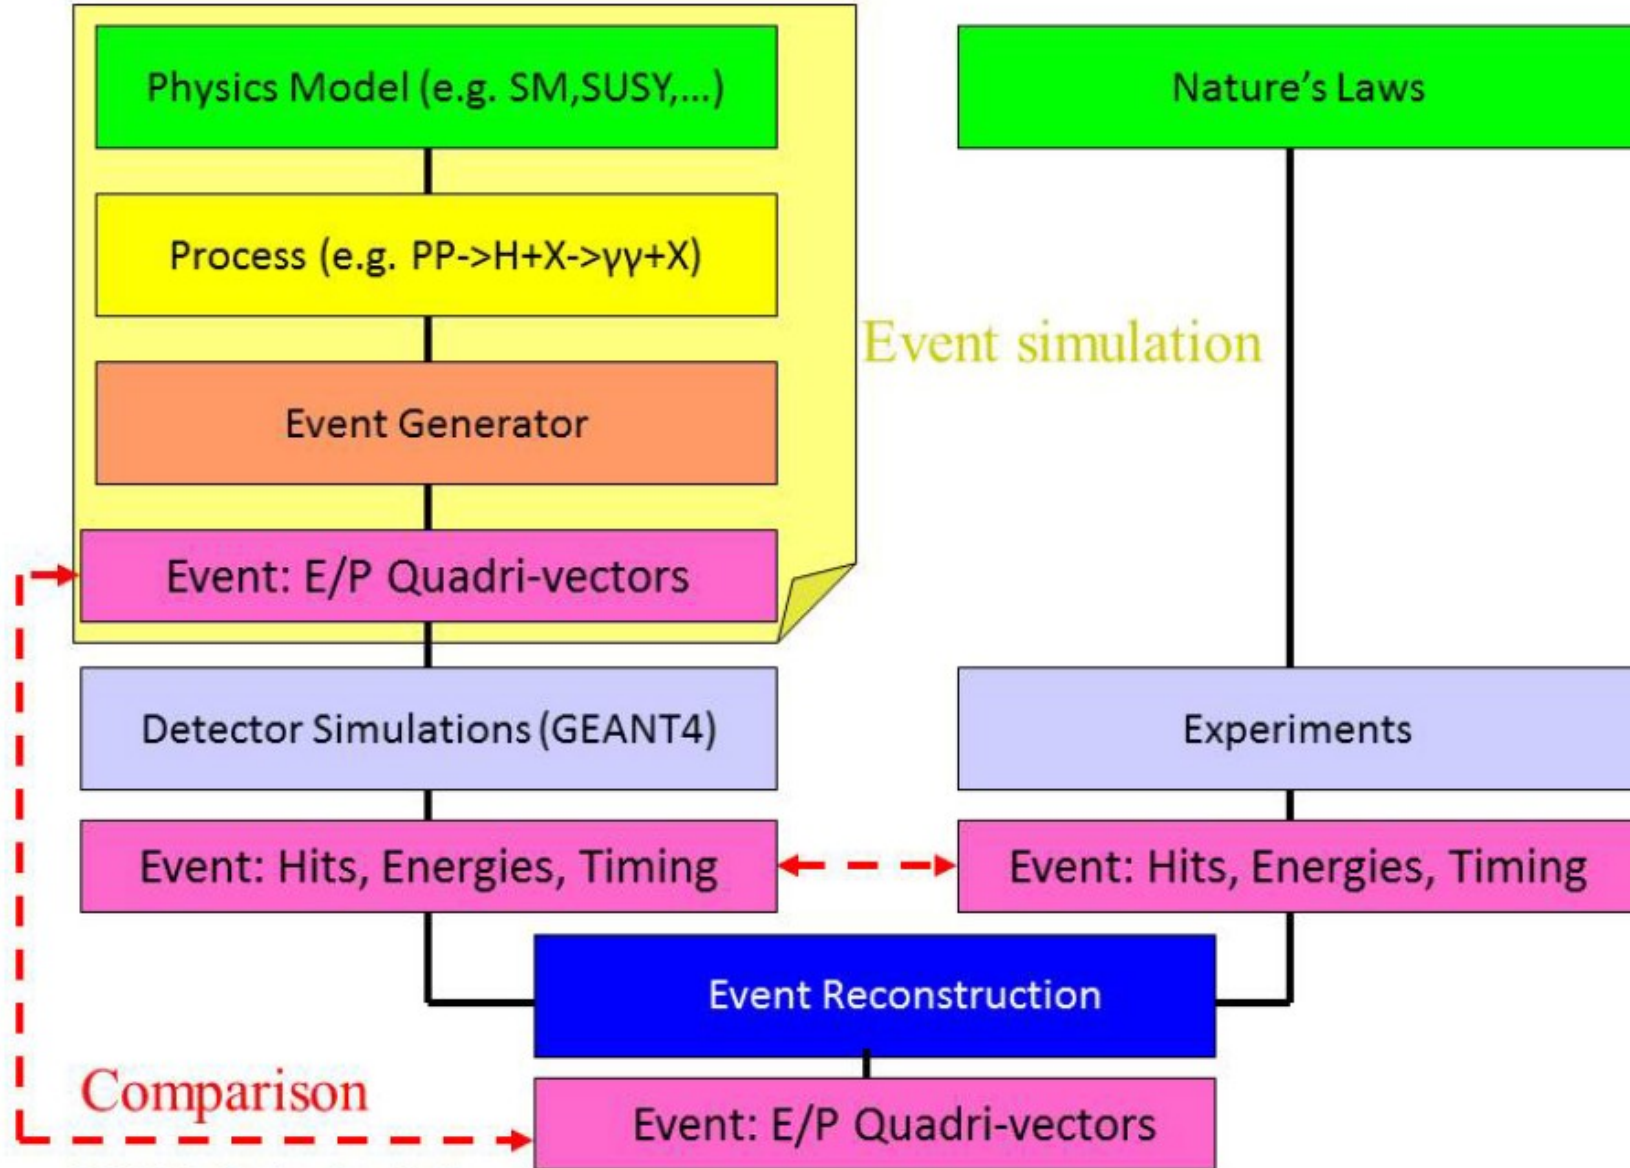 Physics Model (e.g. SM,SUSY,...)
Nature’s Laws
Process (e.g. PP->H+X->γγ+X)
Event simulation
Event Generator
Event: E/P Quadri-vectors
Detector Simulations (GEANT4)
Experiments
Event: Hits, Energies, Timing
Event: Hits, Energies, Timing
Event Reconstruction
Comparison
Event: E/P Quadri-vectors